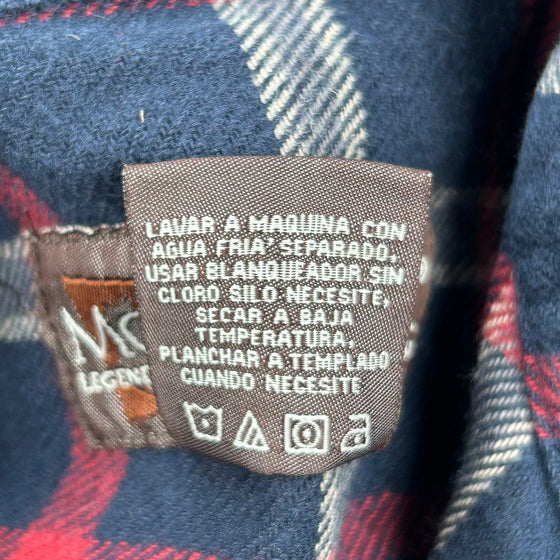 LAVAR A MAQUINA CON
AGUA FRIA' SEPARADO,
USAR BLANQUEADOR SIN
CLORO SILO NECESITE,
SECAR A BAJA
TEMPERATURA,
PLANCHAR A TEMPLADO
CUANDO NECESITE
LEGEND